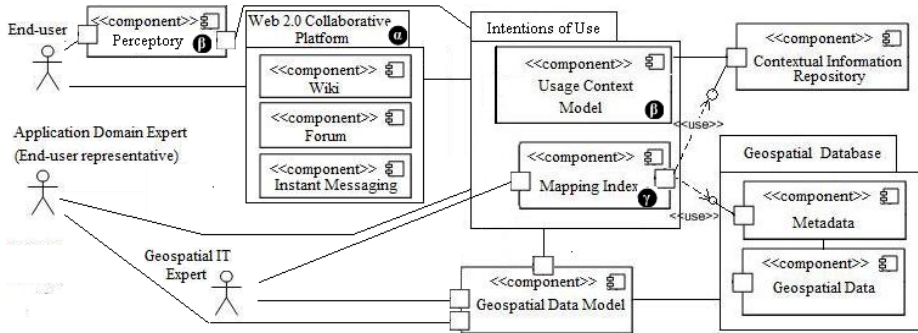 End-user
<<component>>
Perceptory
β
Web 2.0 Collaborative
Platform
α
<<component>>
Wiki
<<component>>
Forum
<<component>>
Instant Messaging
Intentions of Use
<<component>>
Usage Context
Model
β
<<component>>
Mapping Index
γ
<<component>>
Contextual Information
Repository
<<use>>
<<use>>
Application Domain Expert
(End-user representative)
Geospatial IT
Expert
<<component>>
Geospatial Data Model
Geospatial Database
<<component>>
Metadata
<<component>>
Geospatial Data